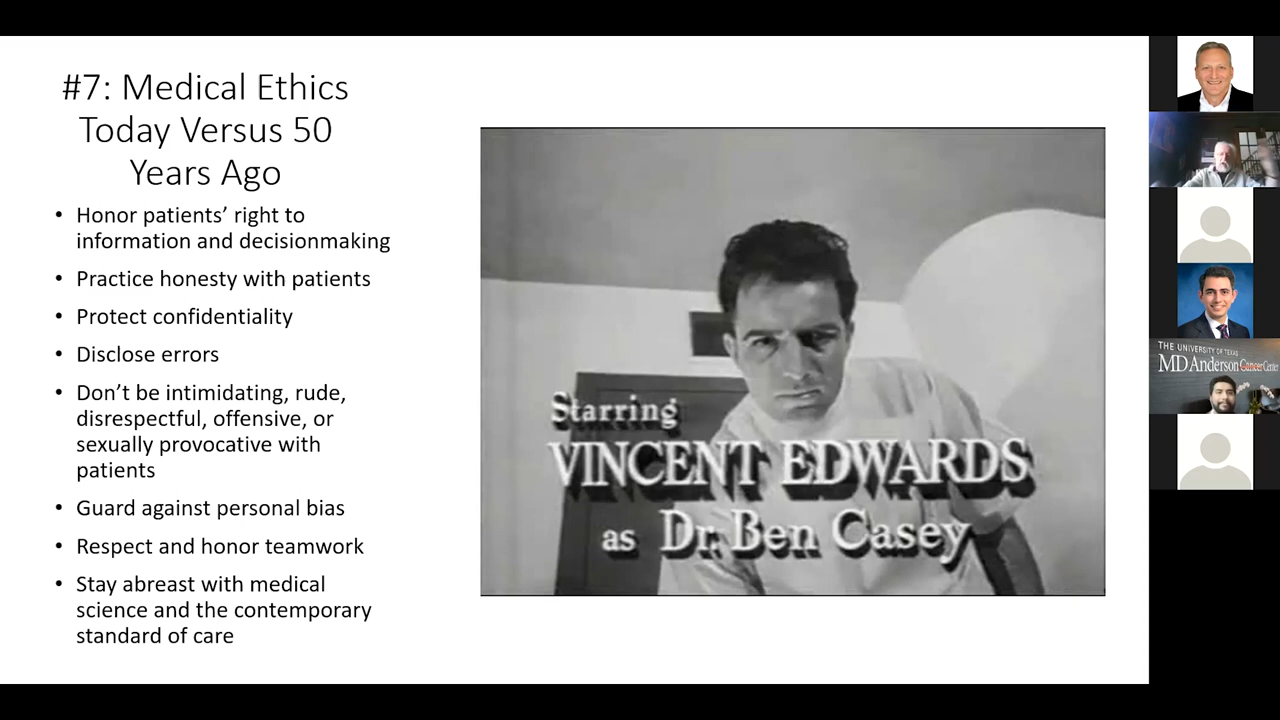 #7: Medical Ethics
Today Versus 50
Years Ago
• Honor patients’ right to
information and decisionmaking
• Practice honesty with patients
• Protect confidentiality
• Disclose errors
• Don’t be intimidating, rude,
disrespectful, offensive, or
sexually provocative with
patients
• Guard against personal bias
• Respect and honor teamwork
• Stay abreast with medical
science and the contemporary
standard of care
Starring
VINCENT EDWARDS
as Dr. Ben Casey
THE UNIVERSITY OF TEXAS
MD Anderson Cancer Center